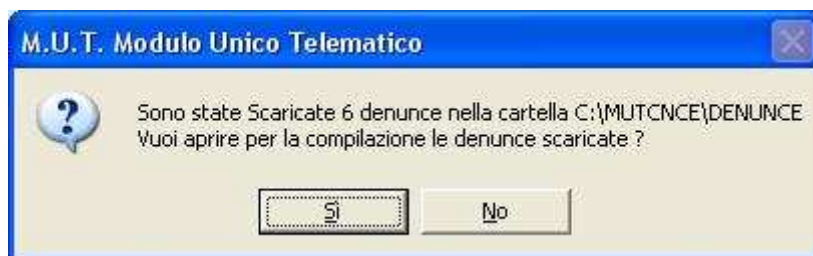 M.U.T. Modulo Unico Telematico
Sono state Scaricate 6 denunce nella cartella C:\MUTCNCE\DENUNCE
Vuoi aprire per la compilazione le denunce scaricate ?
Sì
No